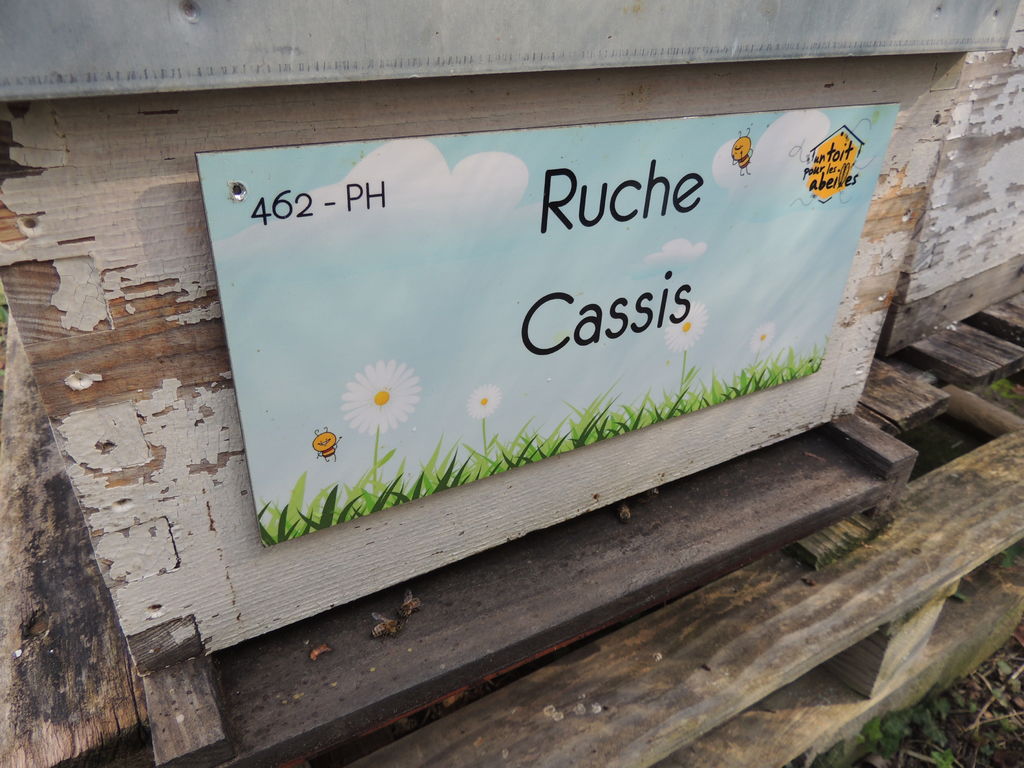 462 - PH
Ruche
Cassis
un toit
pour les
abeilles